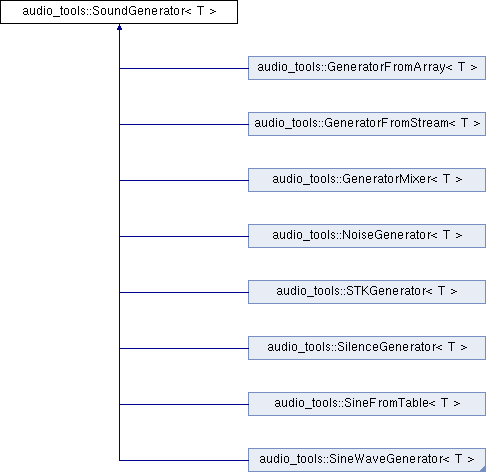 audio_tools::SoundGenerator< T >
audio_tools::GeneratorFromArray< T >
audio_tools::GeneratorFromStream< T >
audio_tools::GeneratorMixer< T >
audio_tools::NoiseGenerator< T >
audio_tools::STKGenerator< T >
audio_tools::SilenceGenerator< T >
audio_tools::SineFromTable< T >
audio_tools::SineWaveGenerator< T >